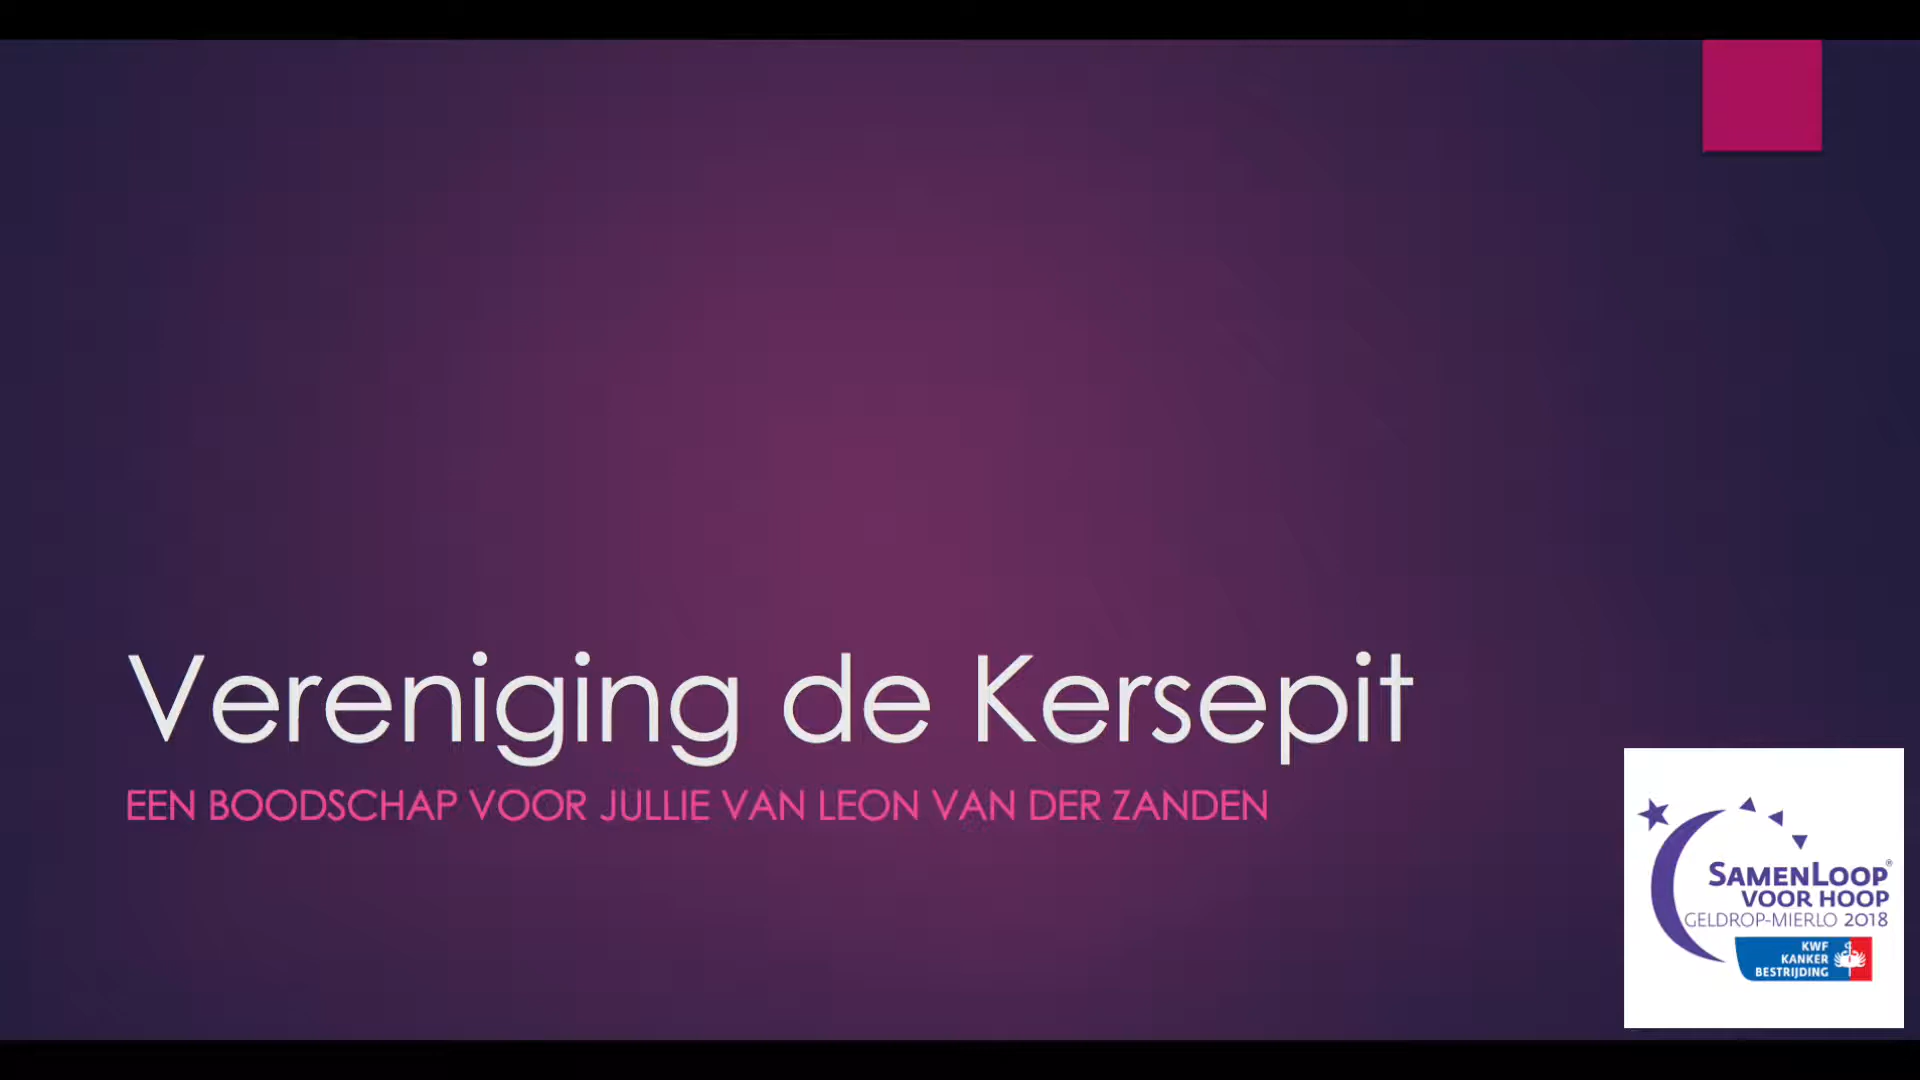 Vereniging de Kersepit
EEN BOODSCHAP VOOR JULLIE VAN LEON VAN DER ZANDEN
SAMENLOOP®
VOOR HOOP
GELDROP-MIERLO 2018
KWF
KANKER
BESTRIJDING